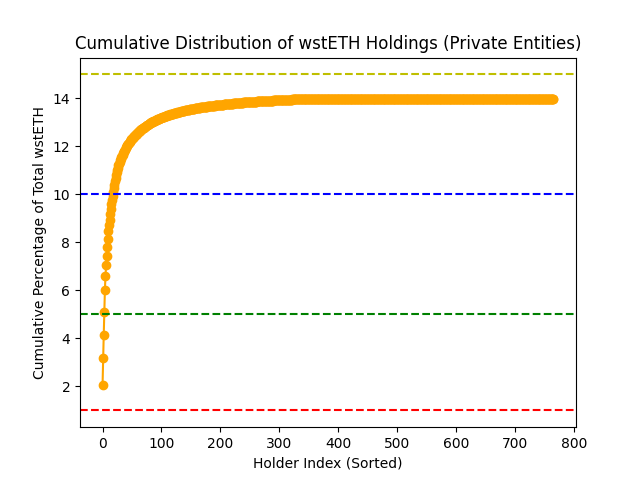 Cumulative Distribution of wstETH Holdings (Private Entities)
Cumulative Percentage of Total wstETH
14
12
10
8
6
4
2
0 100 200 300 400 500 600 700 800
Holder Index (Sorted)